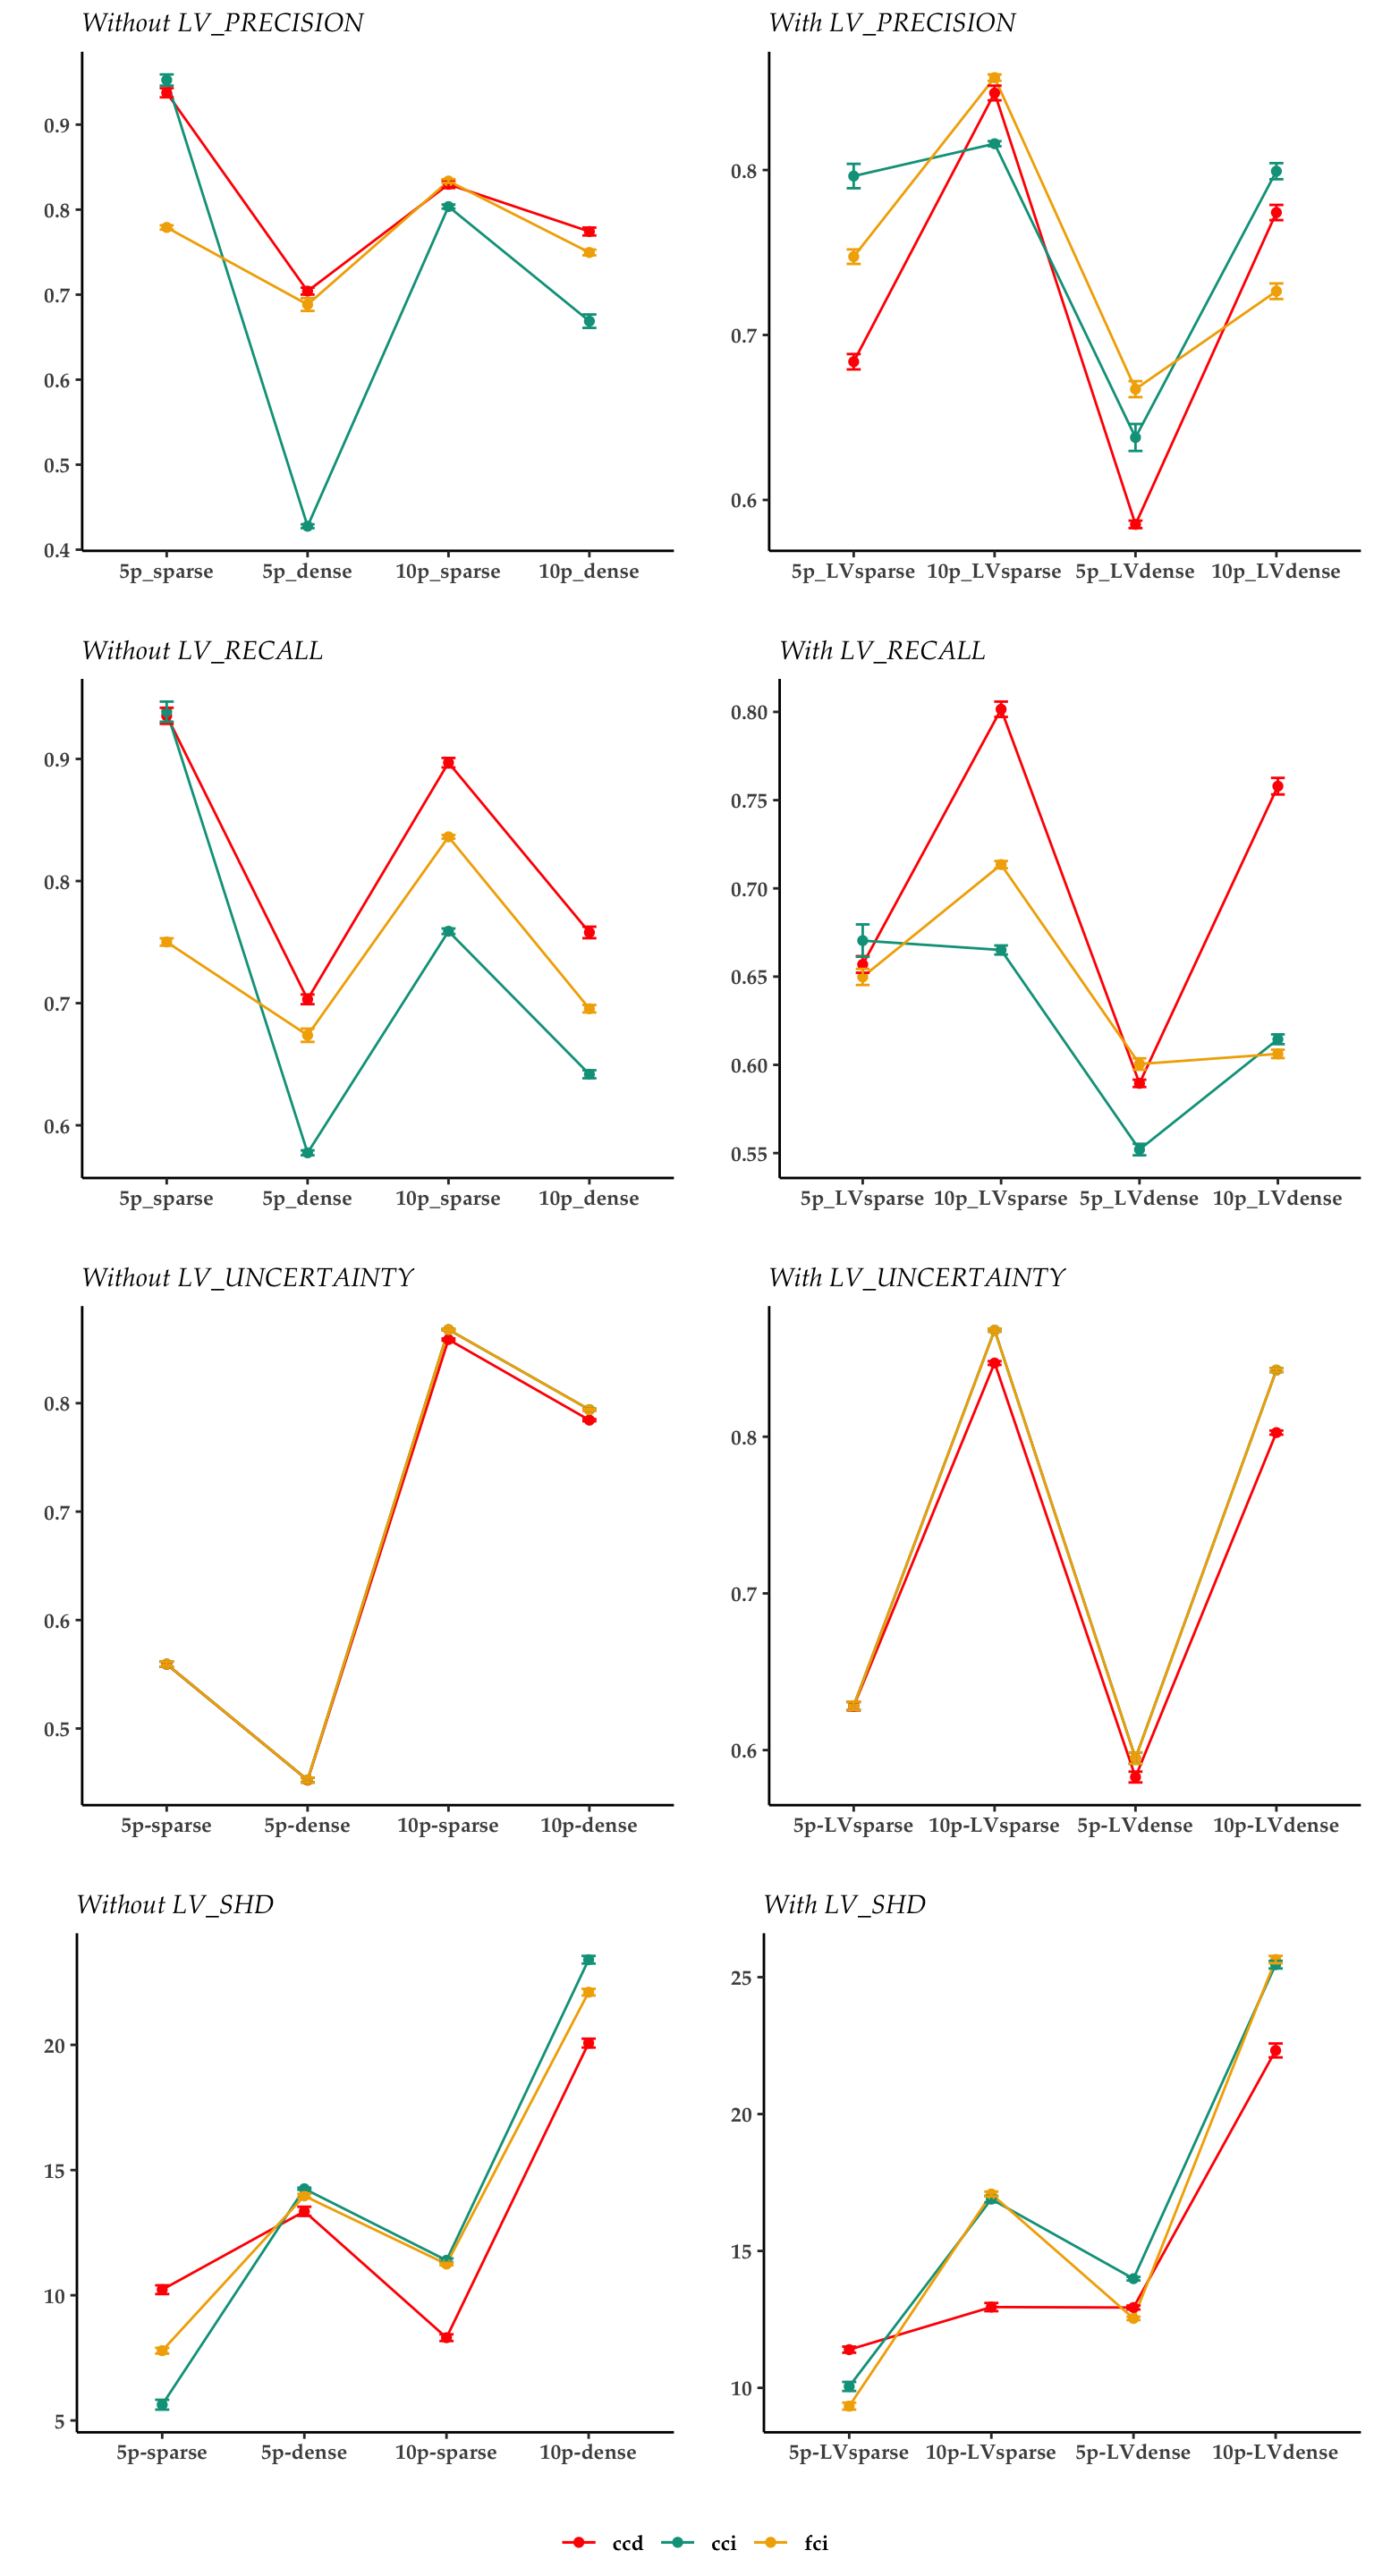 Without LV_PRECISION
0.9
0.8
0.7
0.6
0.5
0.4
5p_sparse 5p_dense 10p_sparse 10p_dense
With LV_PRECISION
0.8
0.7
0.6
5p_LVsparse 10p_LVsparse 5p_LVdense 10p_LVdense
Without LV_RECALL
0.9
0.8
0.7
0.6
5p_sparse 5p_dense 10p_sparse 10p_dense
With LV_RECALL
0.80
0.75
0.70
0.65
0.60
0.55
5p_LVsparse 10p_LVsparse 5p_LVdense 10p_LVdense
Without LV_UNCERTAINTY
0.8
0.7
0.6
0.5
5p-sparse 5p-dense 10p-sparse 10p-dense
With LV_UNCERTAINTY
0.8
0.7
0.6
5p-LVsparse 10p-LVsparse 5p-LVdense 10p-LVdense
Without LV_SHD
20
15
10
5
5p-sparse 5p-dense 10p-sparse 10p-dense
With LV_SHD
25
20
15
10
5p-LVsparse 10p-LVsparse 5p-LVdense 10p-LVdense
ccd cci fci